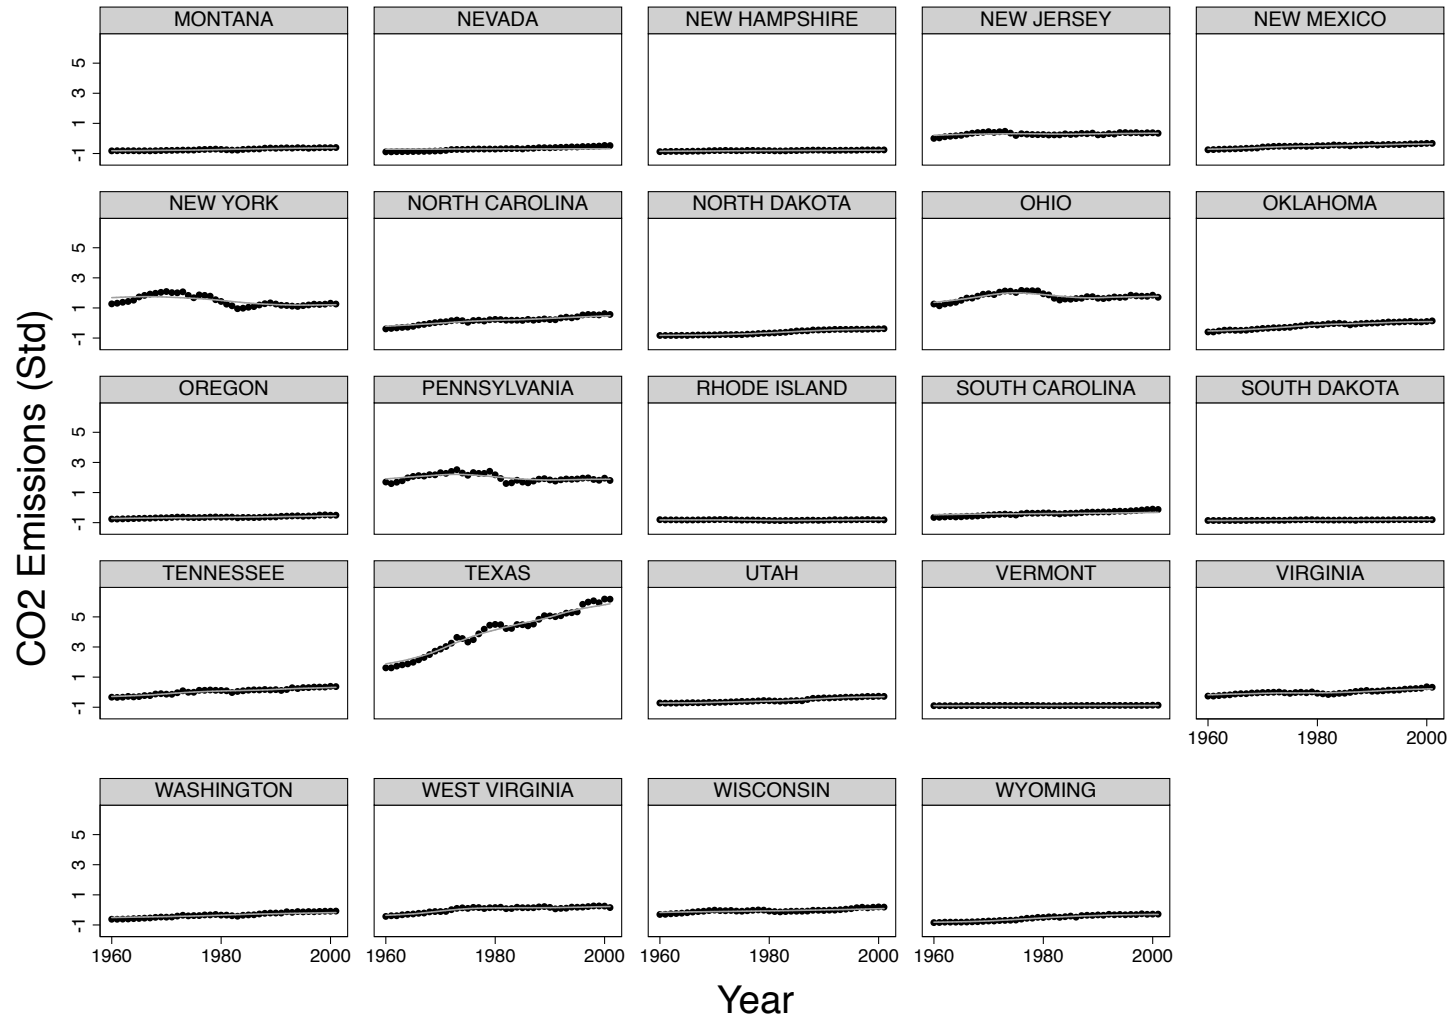 MONTANA NEVADA NEW HAMPSHIRE NEW JERSEY NEW MEXICO
5
3
1
-1
NEW YORK NORTH CAROLINA NORTH DAKOTA OHIO OKLAHOMA
5
3
1
-1
OREGON PENNSYLVANIA RHODE ISLAND SOUTH CAROLINA SOUTH DAKOTA
5
3
1
-1
CO2 Emissions (Std)
TENNESSEE TEXAS UTAH VERMONT VIRGINIA
5
3
1
-1
1960 1980 2000
WASHINGTON WEST VIRGINIA WISCONSIN WYOMING
5
3
1
-1
1960 1980 2000 1960 1980 2000 1960 1980 2000 1960 1980 2000
Year